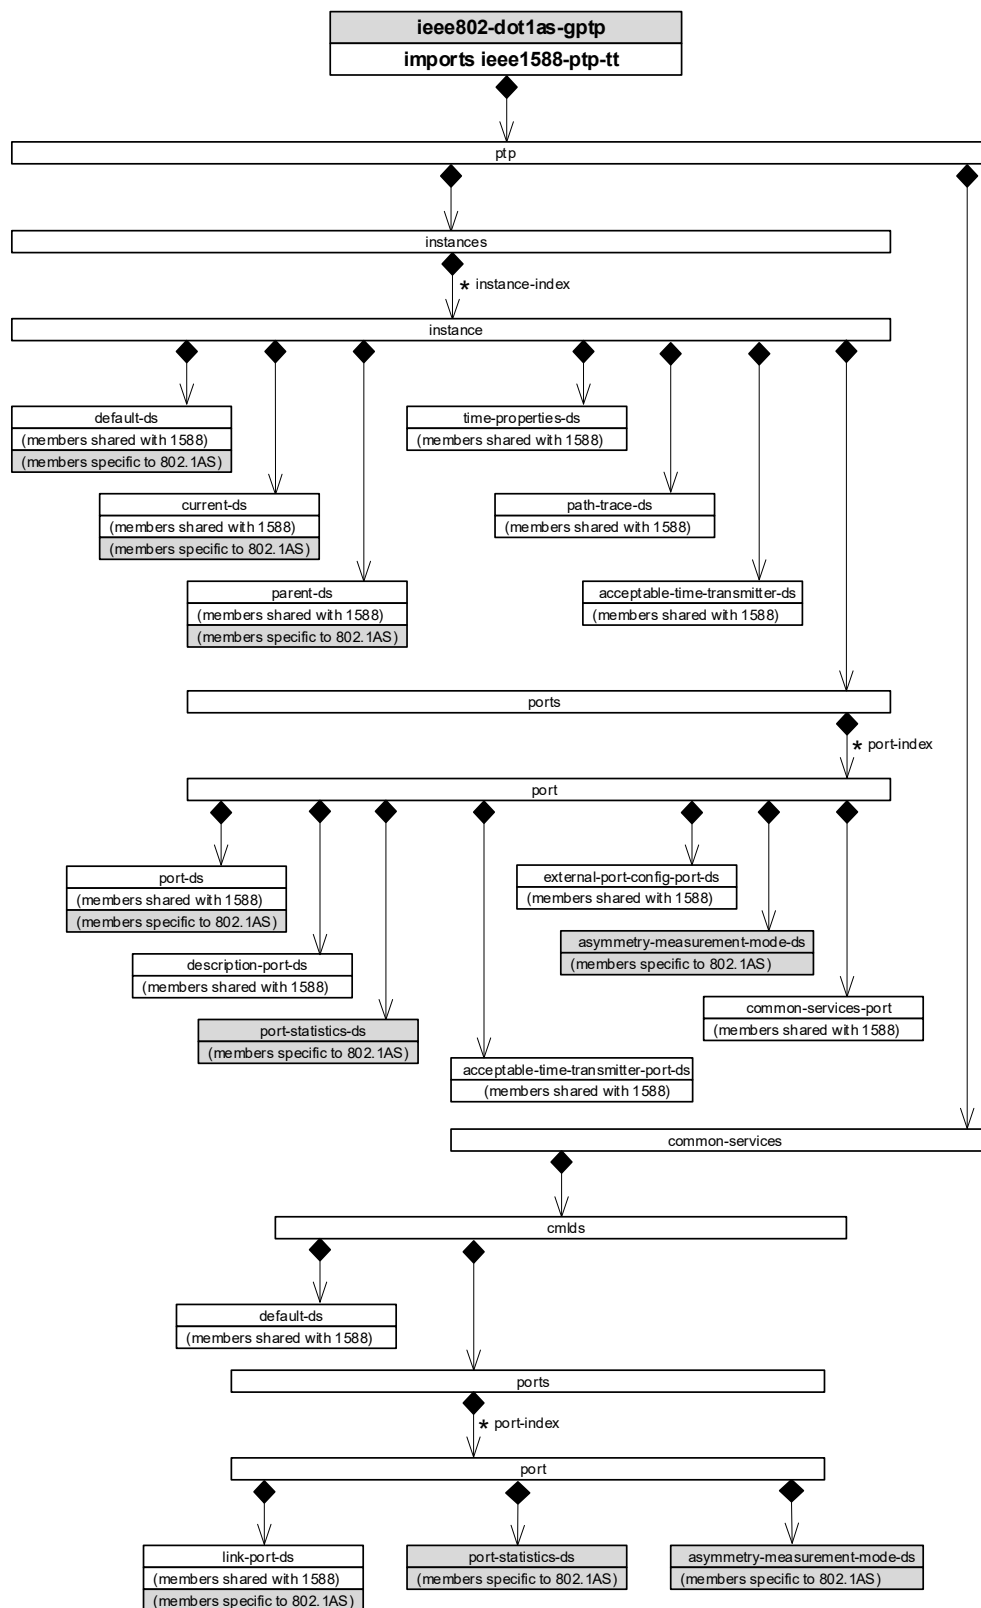 ieee802-dot1as-gptp
imports ieee1588-ptp-tt
ptp
instances
* instance-index
instance
default-ds
(members shared with 1588)
(members specific to 802.1AS)
time-properties-ds
(members shared with 1588)
current-ds
(members shared with 1588)
(members specific to 802.1AS)
path-trace-ds
(members shared with 1588)
parent-ds
(members shared with 1588)
(members specific to 802.1AS)
acceptable-time-transmitter-ds
(members shared with 1588)
ports
* port-index
port
port-ds
(members shared with 1588)
(members specific to 802.1AS)
external-port-config-port-ds
(members shared with 1588)
asymmetry-measurement-mode-ds
(members specific to 802.1AS)
description-port-ds
(members shared with 1588)
common-services-port
(members shared with 1588)
port-statistics-ds
(members specific to 802.1AS)
acceptable-time-transmitter-port-ds
(members shared with 1588)
common-services
cmlds
default-ds
(members shared with 1588)
ports
* port-index
port
link-port-ds
(members shared with 1588)
(members specific to 802.1AS)
port-statistics-ds
(members specific to 802.1AS)
asymmetry-measurement-mode-ds
(members specific to 802.1AS)